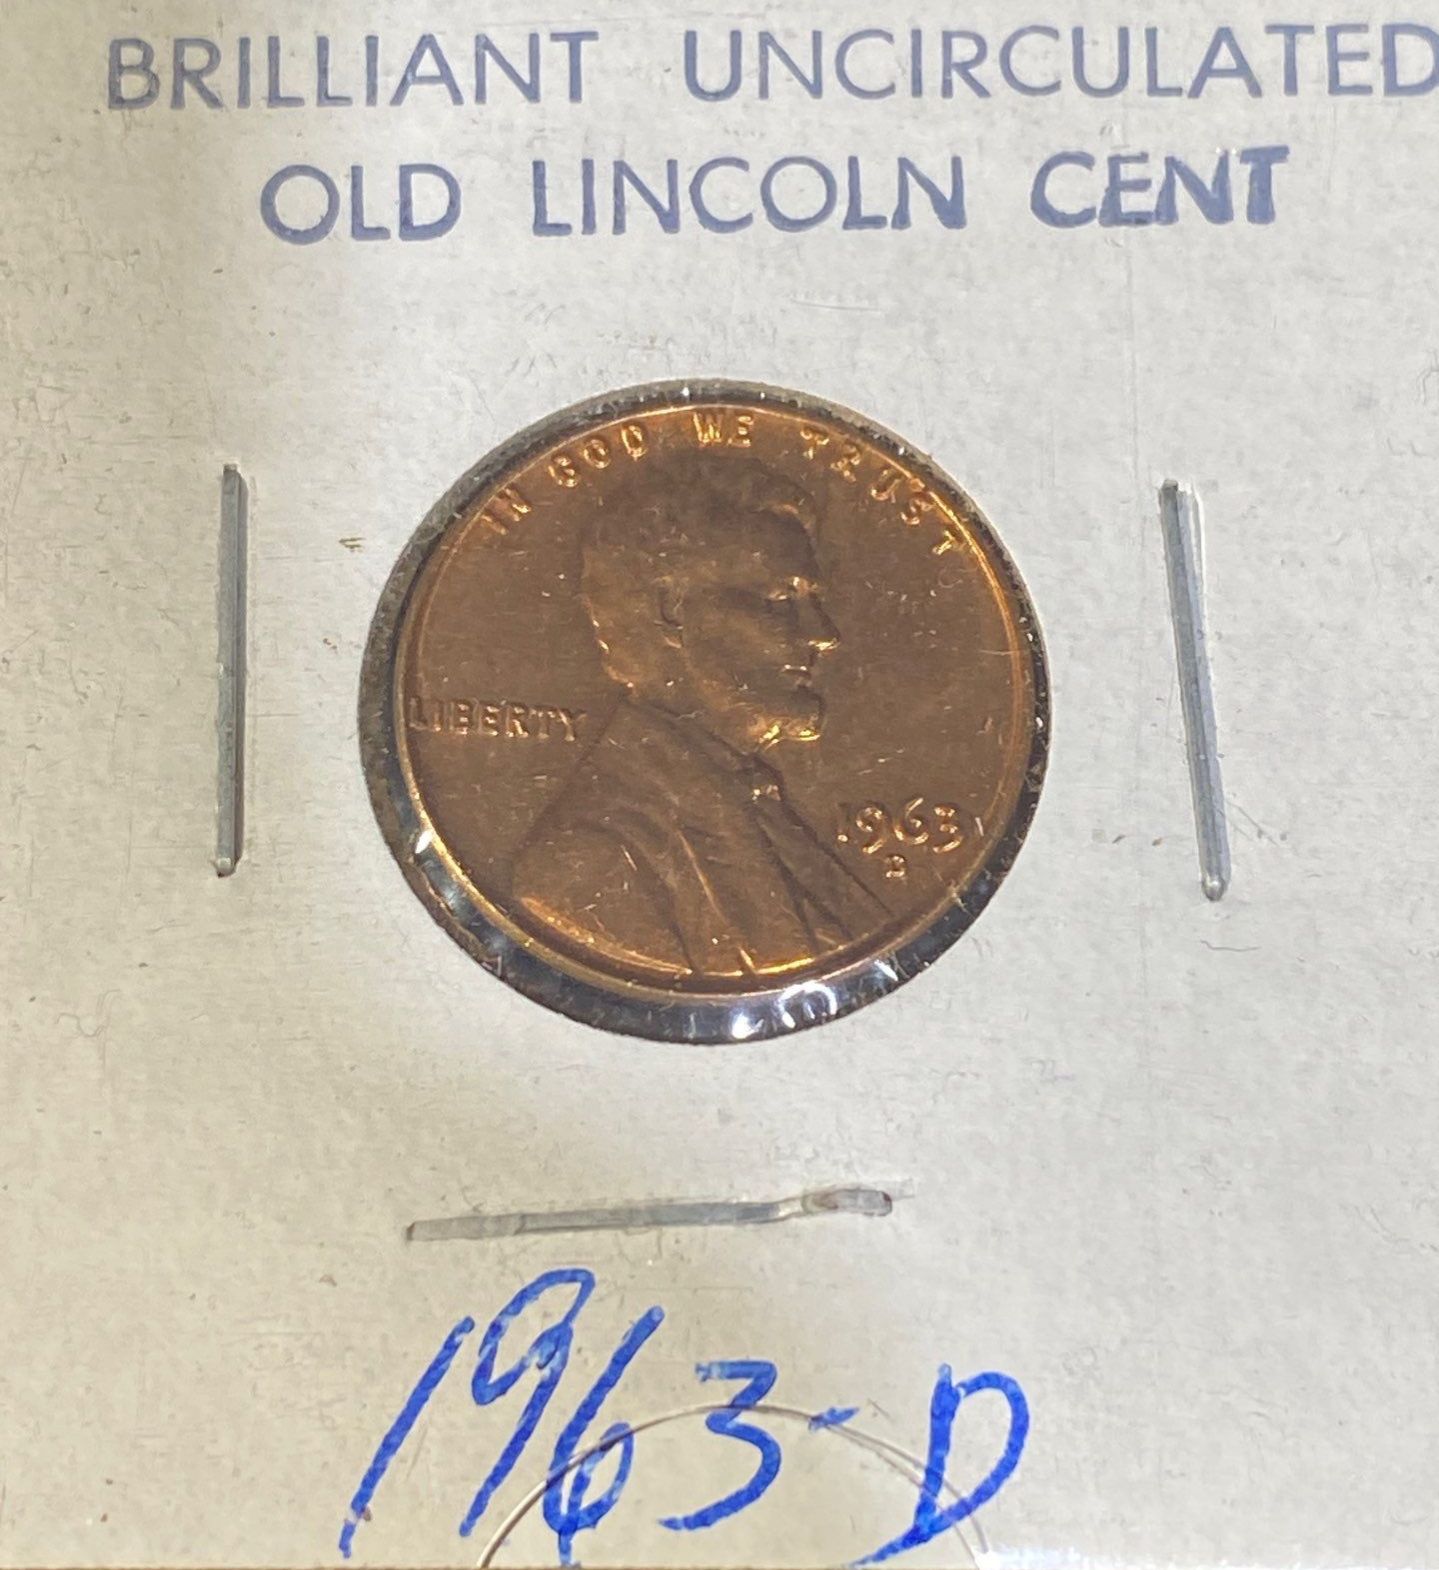 BRILLIANT UNCIRCULATED
OLD LINCOLN CENT
IN GOD WE TRUST
LIBERTY
1963
D
1963-D